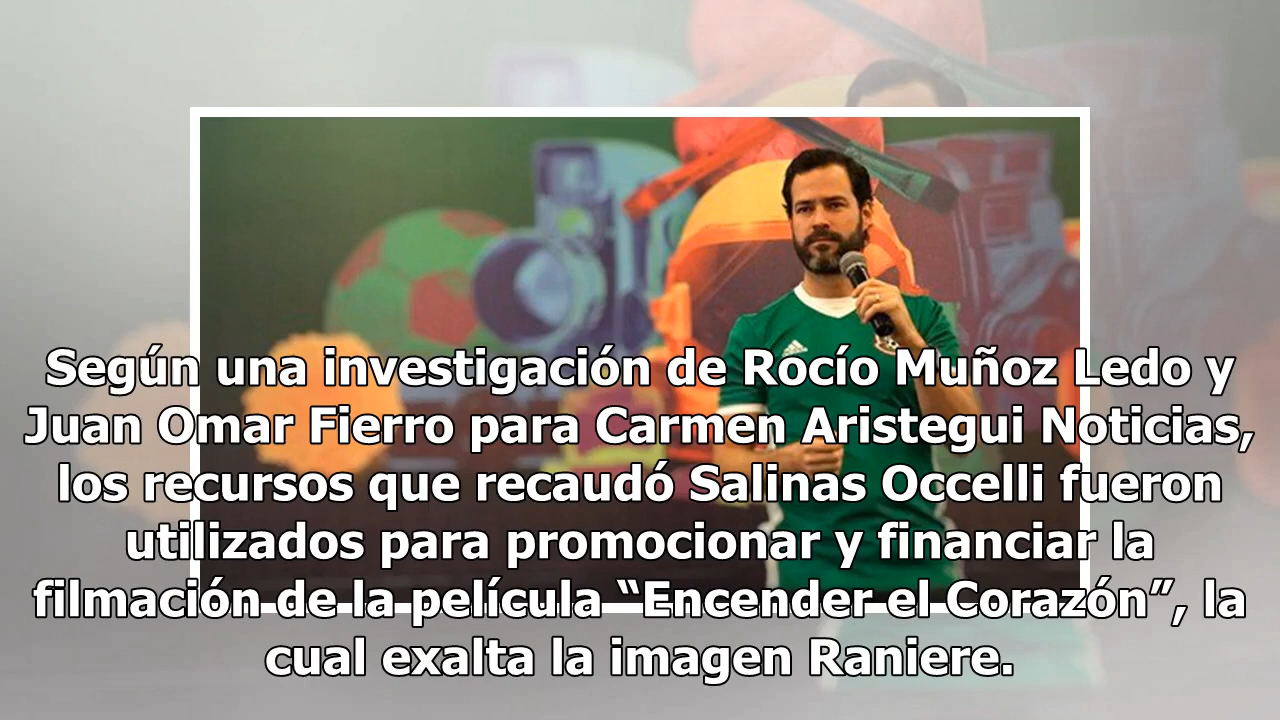 Según una investigación de Rocío Muñoz Ledo y
Juan Omar Fierro para Carmen Aristegui Noticias,
los recursos que recaudó Salinas Occelli fueron
utilizados para promocionar y financiar la
filmación de la película “Encender el Corazón”, la
cual exalta la imagen Raniere.